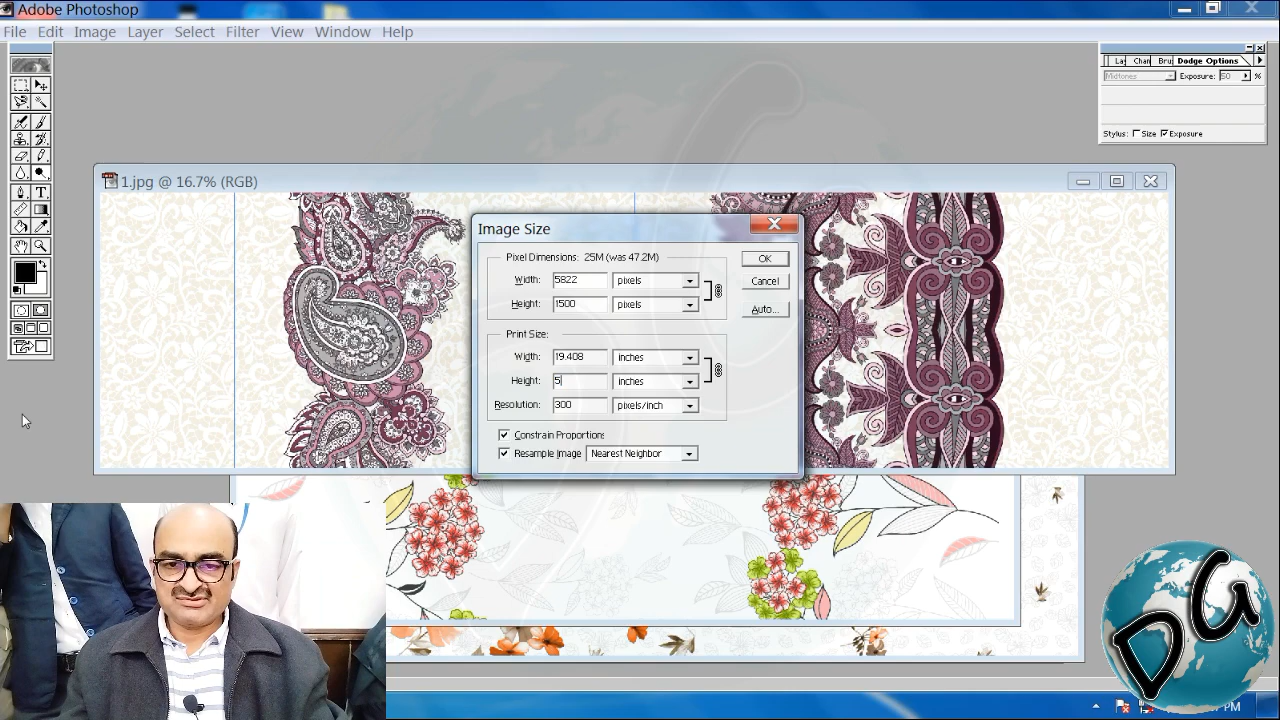 Adobe Photoshop
File Edit Image Layer Select Filter View Window Help
Dodge Options
Midtones Exposure: 50 %
Stylus: Size Exposure
1.jpg @ 16.7% (RGB)
Image Size
Pixel Dimensions: 25M (was 47.2M)
Width: 5822 pixels
Height: 1500 pixels
OK
Cancel
Auto...
Print Size:
Width: 19.408 inches
Height: 5 inches
Resolution: 300 pixels/inch
Constrain Proportions
Resample Image Nearest Neighbor
DG
PM